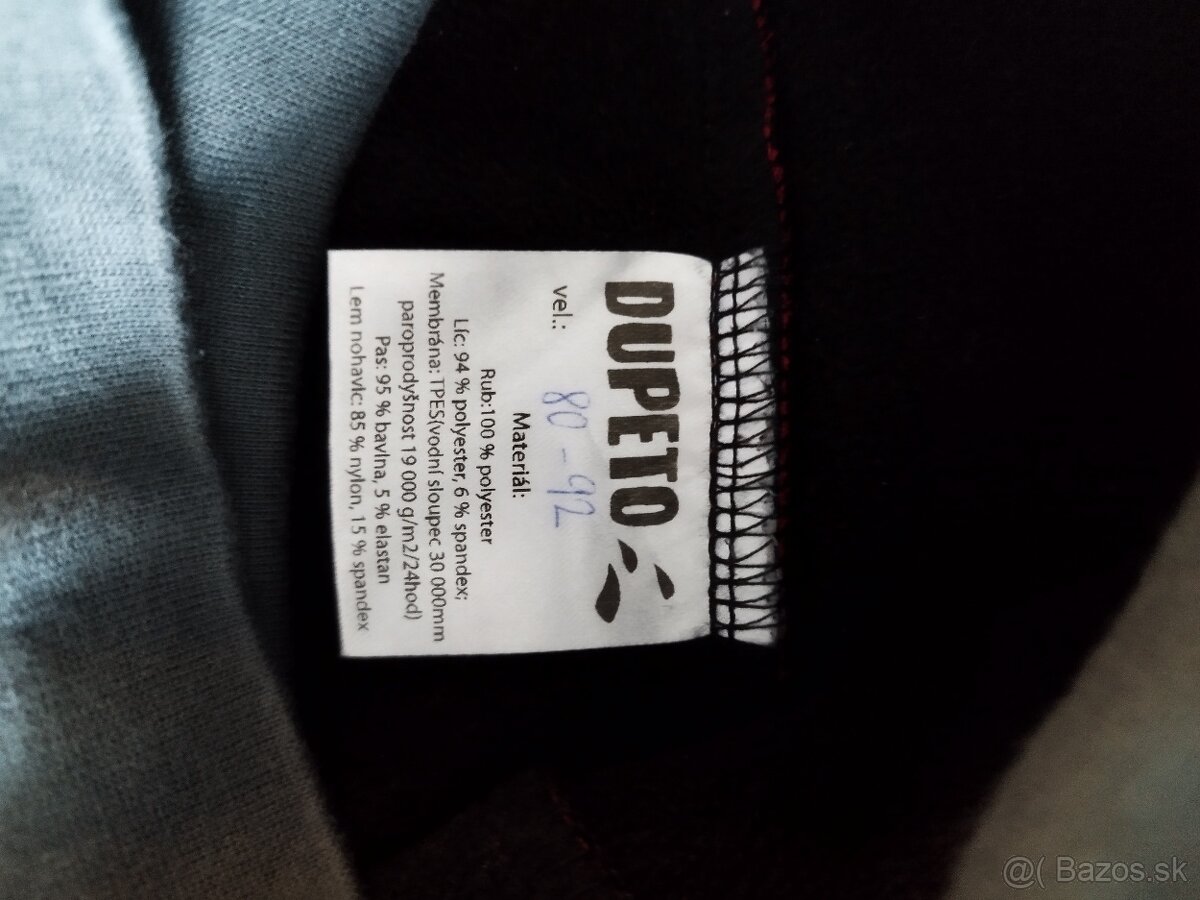 DUPETO
vel.: 80-92
Materiál:
Rub:100 % polyester
Líc: 94 % polyester, 6 % spandex;
Membrána: TPES(vodní sloupec 30 000mm
paroprodyšnost 19 000 g/m2/24hod)
Pas: 95 % bavlna, 5 % elastan
Lem nohavic: 85 % nylon, 15 % spandex
@( Bazos.sk